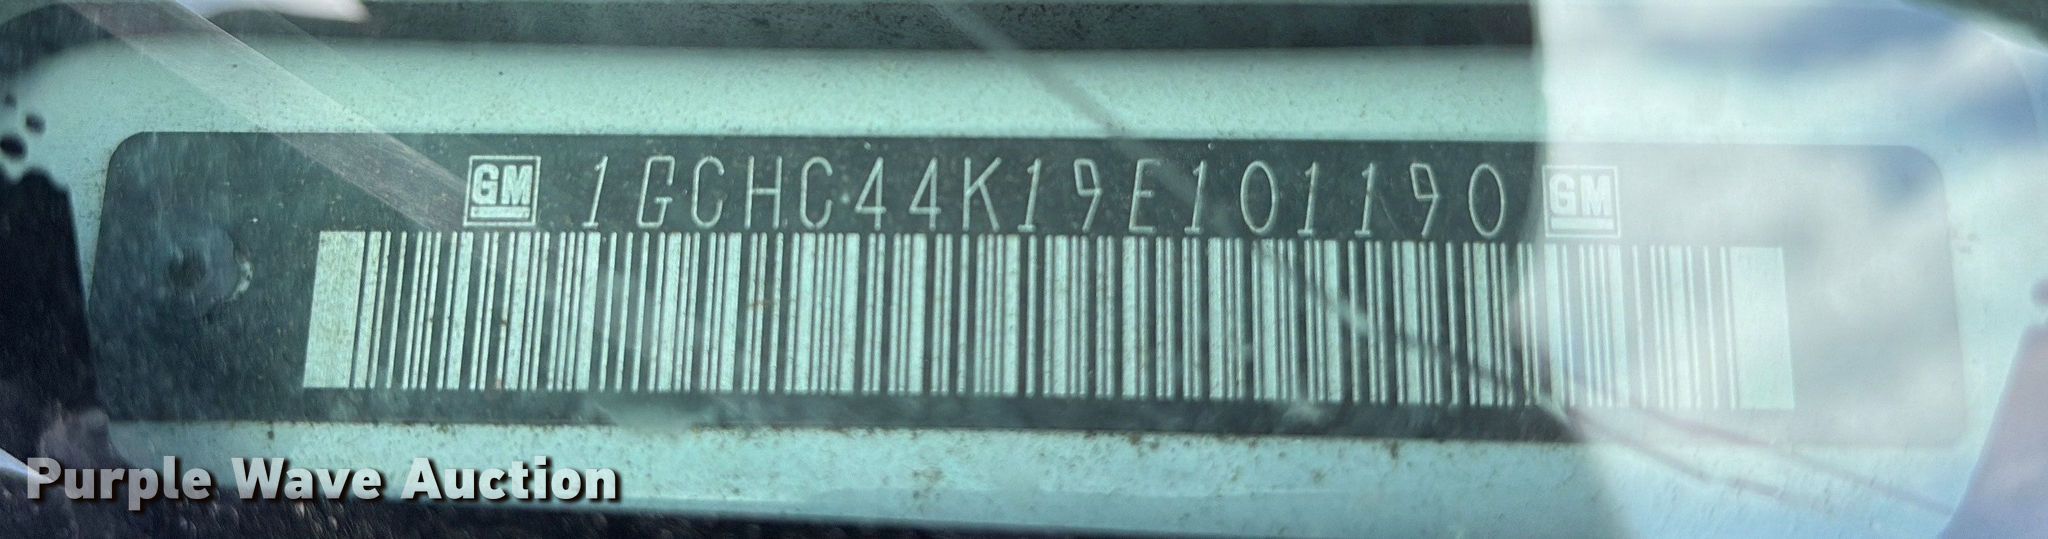 GM 1GCHC44K19E101190 GM
Purple Wave Auction